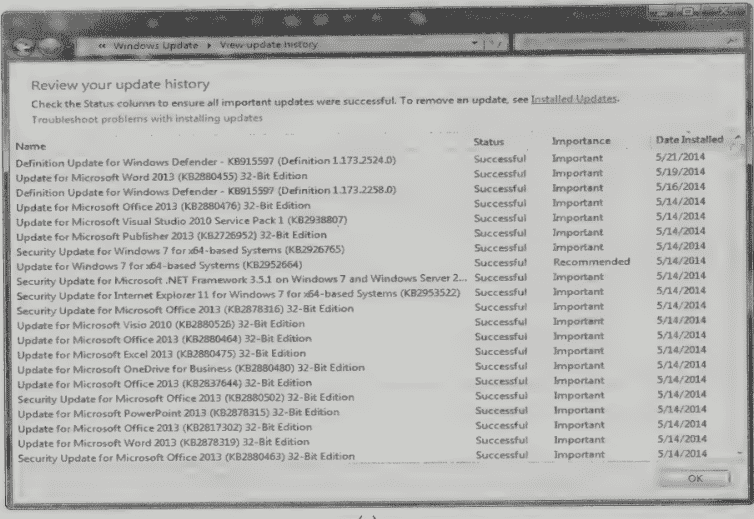 « Windows Update ▸ View update history
Review your update history
Check the Status column to ensure all important updates were successful. To remove an update, see Installed Updates.
Troubleshoot problems with installing updates
Name Status Importance Date Installed
Definition Update for Windows Defender - KB915597 (Definition 1.173.2524.0) Successful Important 5/21/2014
Update for Microsoft Word 2013 (KB2880455) 32-Bit Edition Successful Important 5/19/2014
Definition Update for Windows Defender - KB915597 (Definition 1.173.2258.0) Successful Important 5/16/2014
Update for Microsoft Office 2013 (KB2880476) 32-Bit Edition Successful Important 5/14/2014
Update for Microsoft Visual Studio 2010 Service Pack 1 (KB2938807) Successful Important 5/14/2014
Update for Microsoft Publisher 2013 (KB2726952) 32-Bit Edition Successful Important 5/14/2014
Security Update for Windows 7 for x64-based Systems (KB2926765) Successful Important 5/14/2014
Update for Windows 7 for x64-based Systems (KB2952664) Successful Recommended 5/14/2014
Security Update for Microsoft .NET Framework 3.5.1 on Windows 7 and Windows Server 2... Successful Important 5/14/2014
Security Update for Internet Explorer 11 for Windows 7 for x64-based Systems (KB2953522) Successful Important 5/14/2014
Security Update for Microsoft Office 2013 (KB2878316) 32-Bit Edition Successful Important 5/14/2014
Update for Microsoft Visio 2010 (KB2880526) 32-Bit Edition Successful Important 5/14/2014
Update for Microsoft Office 2013 (KB2880464) 32-Bit Edition Successful Important 5/14/2014
Update for Microsoft Excel 2013 (KB2880475) 32-Bit Edition Successful Important 5/14/2014
Update for Microsoft OneDrive for Business (KB2880480) 32-Bit Edition Successful Important 5/14/2014
Update for Microsoft Office 2013 (KB2837644) 32-Bit Edition Successful Important 5/14/2014
Security Update for Microsoft Office 2013 (KB2880502) 32-Bit Edition Successful Important 5/14/2014
Update for Microsoft PowerPoint 2013 (KB2878315) 32-Bit Edition Successful Important 5/14/2014
Update for Microsoft Office 2013 (KB2817302) 32-Bit Edition Successful Important 5/14/2014
Update for Microsoft Word 2013 (KB2878319) 32-Bit Edition Successful Important 5/14/2014
Security Update for Microsoft Office 2013 (KB2880463) 32-Bit Edition Successful Important 5/14/2014
OK